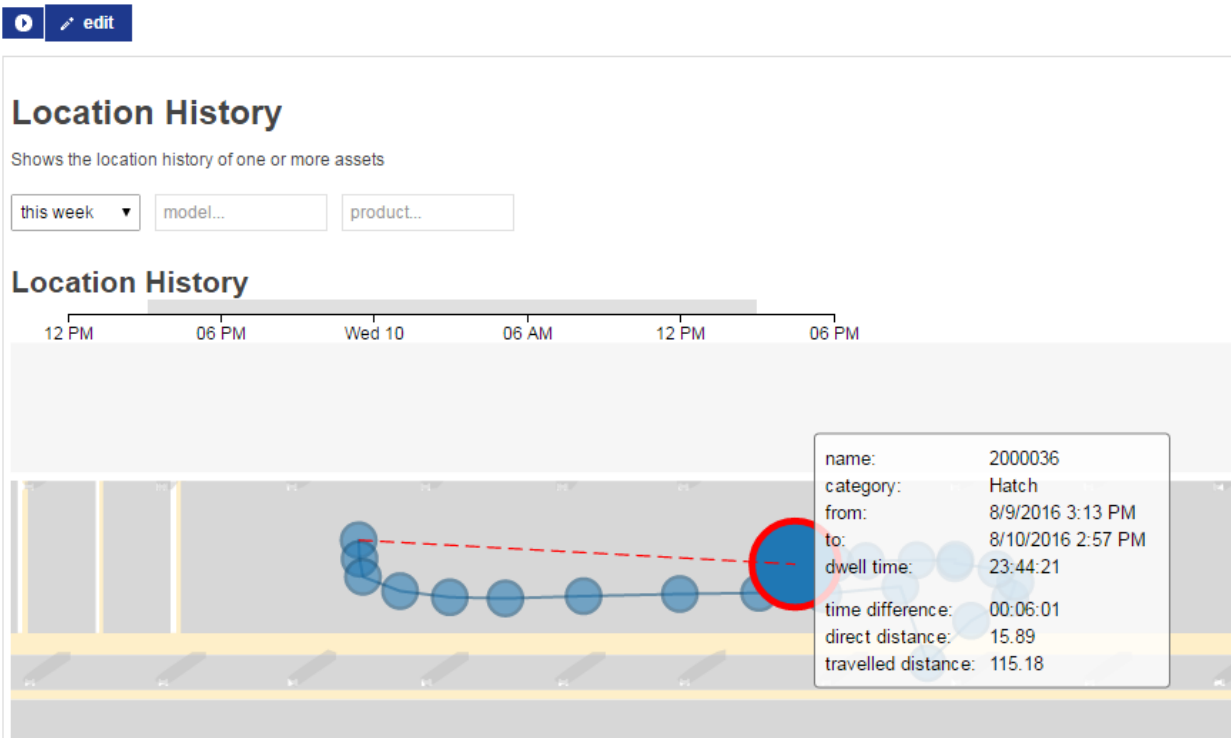 edit
Location History
Shows the location history of one or more assets
this week model... product...
Location History
12 PM 06 PM Wed 10 06 AM 12 PM 06 PM
name: 2000036
category: Hatch
from: 8/9/2016 3:13 PM
to: 8/10/2016 2:57 PM
dwell time: 23:44:21
time difference: 00:06:01
direct distance: 15.89
travelled distance: 115.18